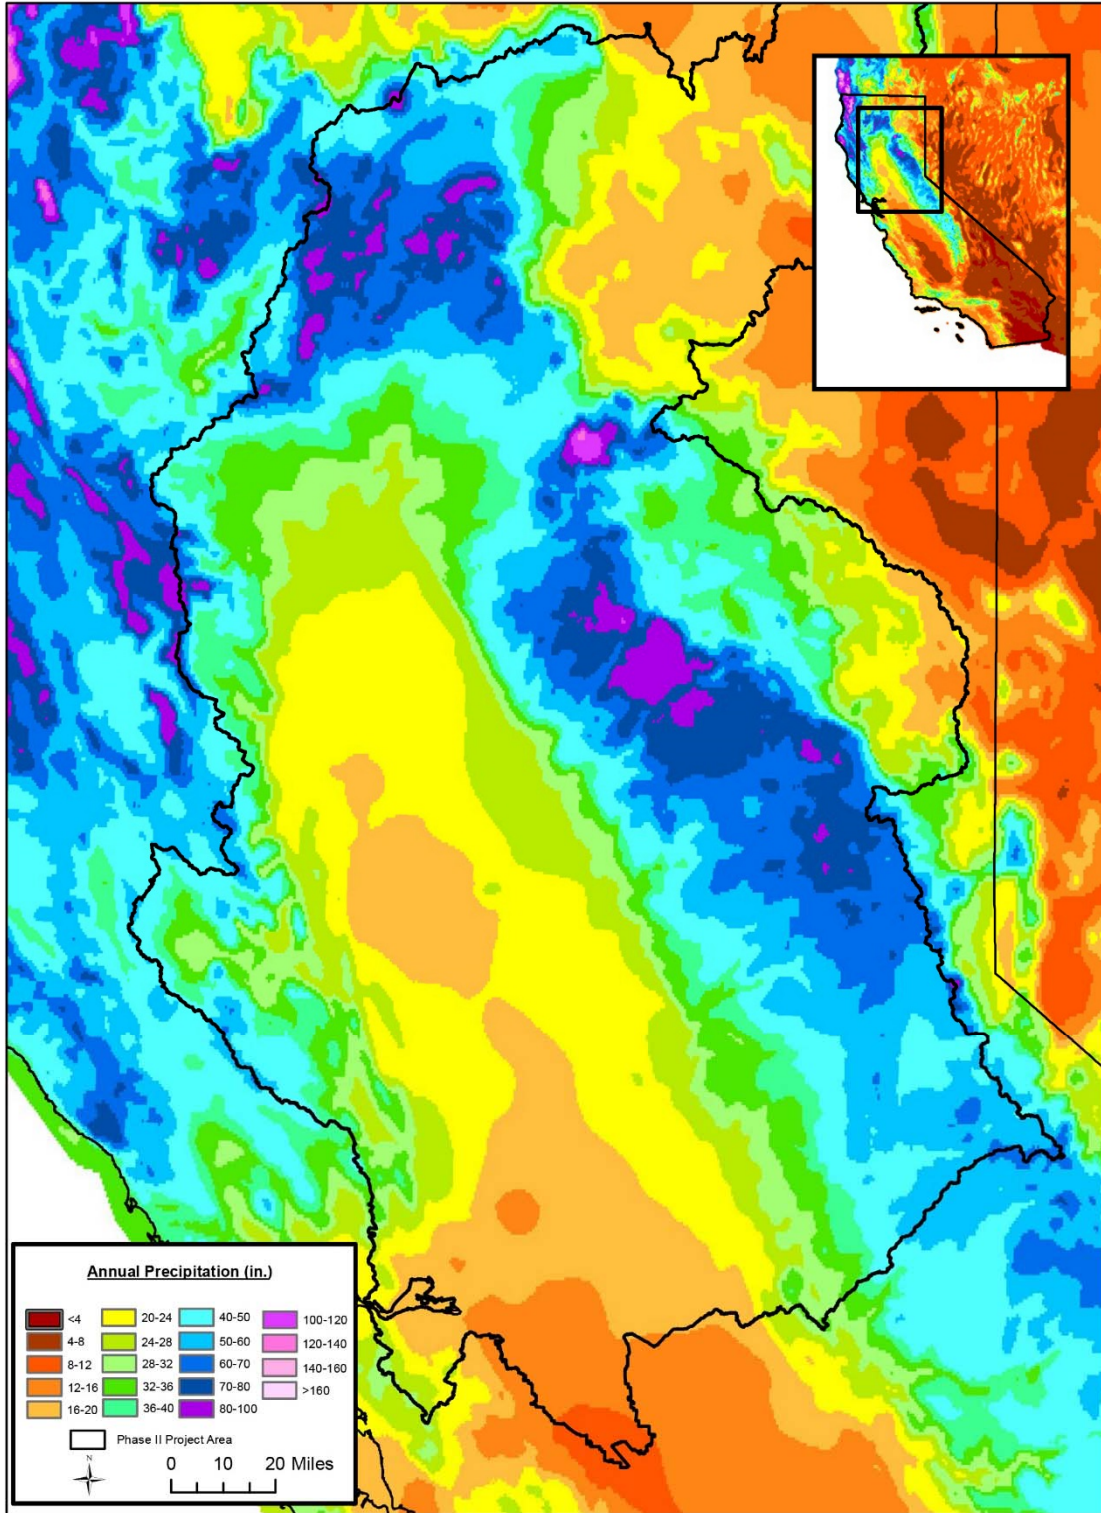 Annual Precipitation (in.)
<4 20-24 40-50 100-120
4-8 24-28 50-60 120-140
8-12 28-32 60-70 140-160
12-16 32-36 70-80 >160
16-20 36-40 80-100
Phase II Project Area
N
0 10 20 Miles